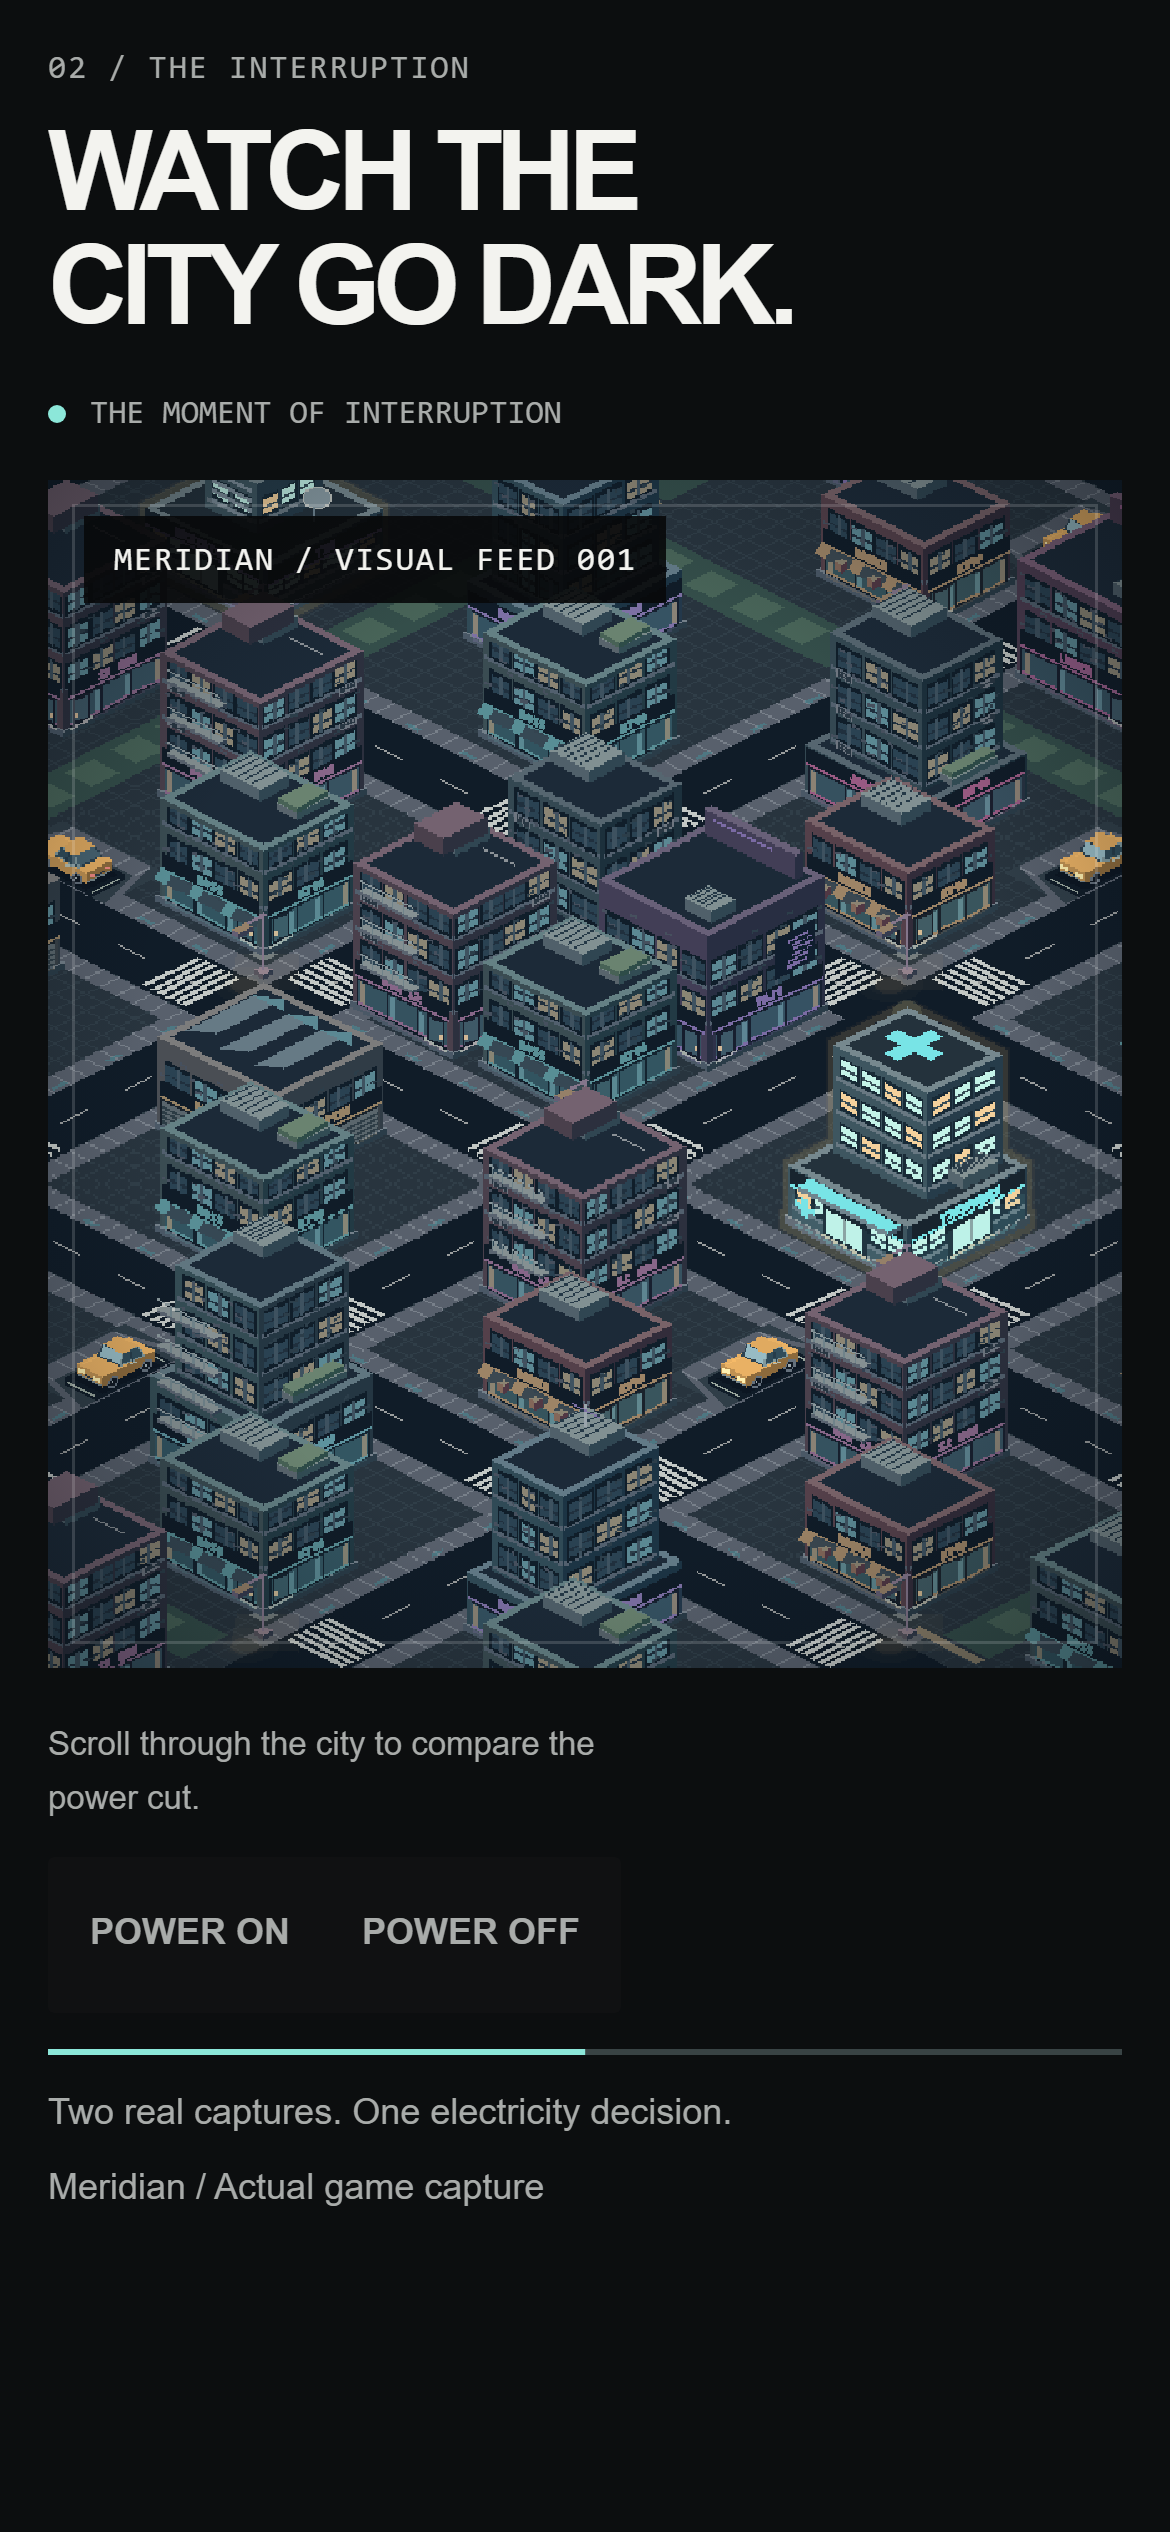 02 / THE INTERRUPTION
WATCH THE
CITY GO DARK.
THE MOMENT OF INTERRUPTION
MERIDIAN / VISUAL FEED 001
Scroll through the city to compare the
power cut.
POWER ON POWER OFF
Two real captures. One electricity decision.
Meridian / Actual game capture